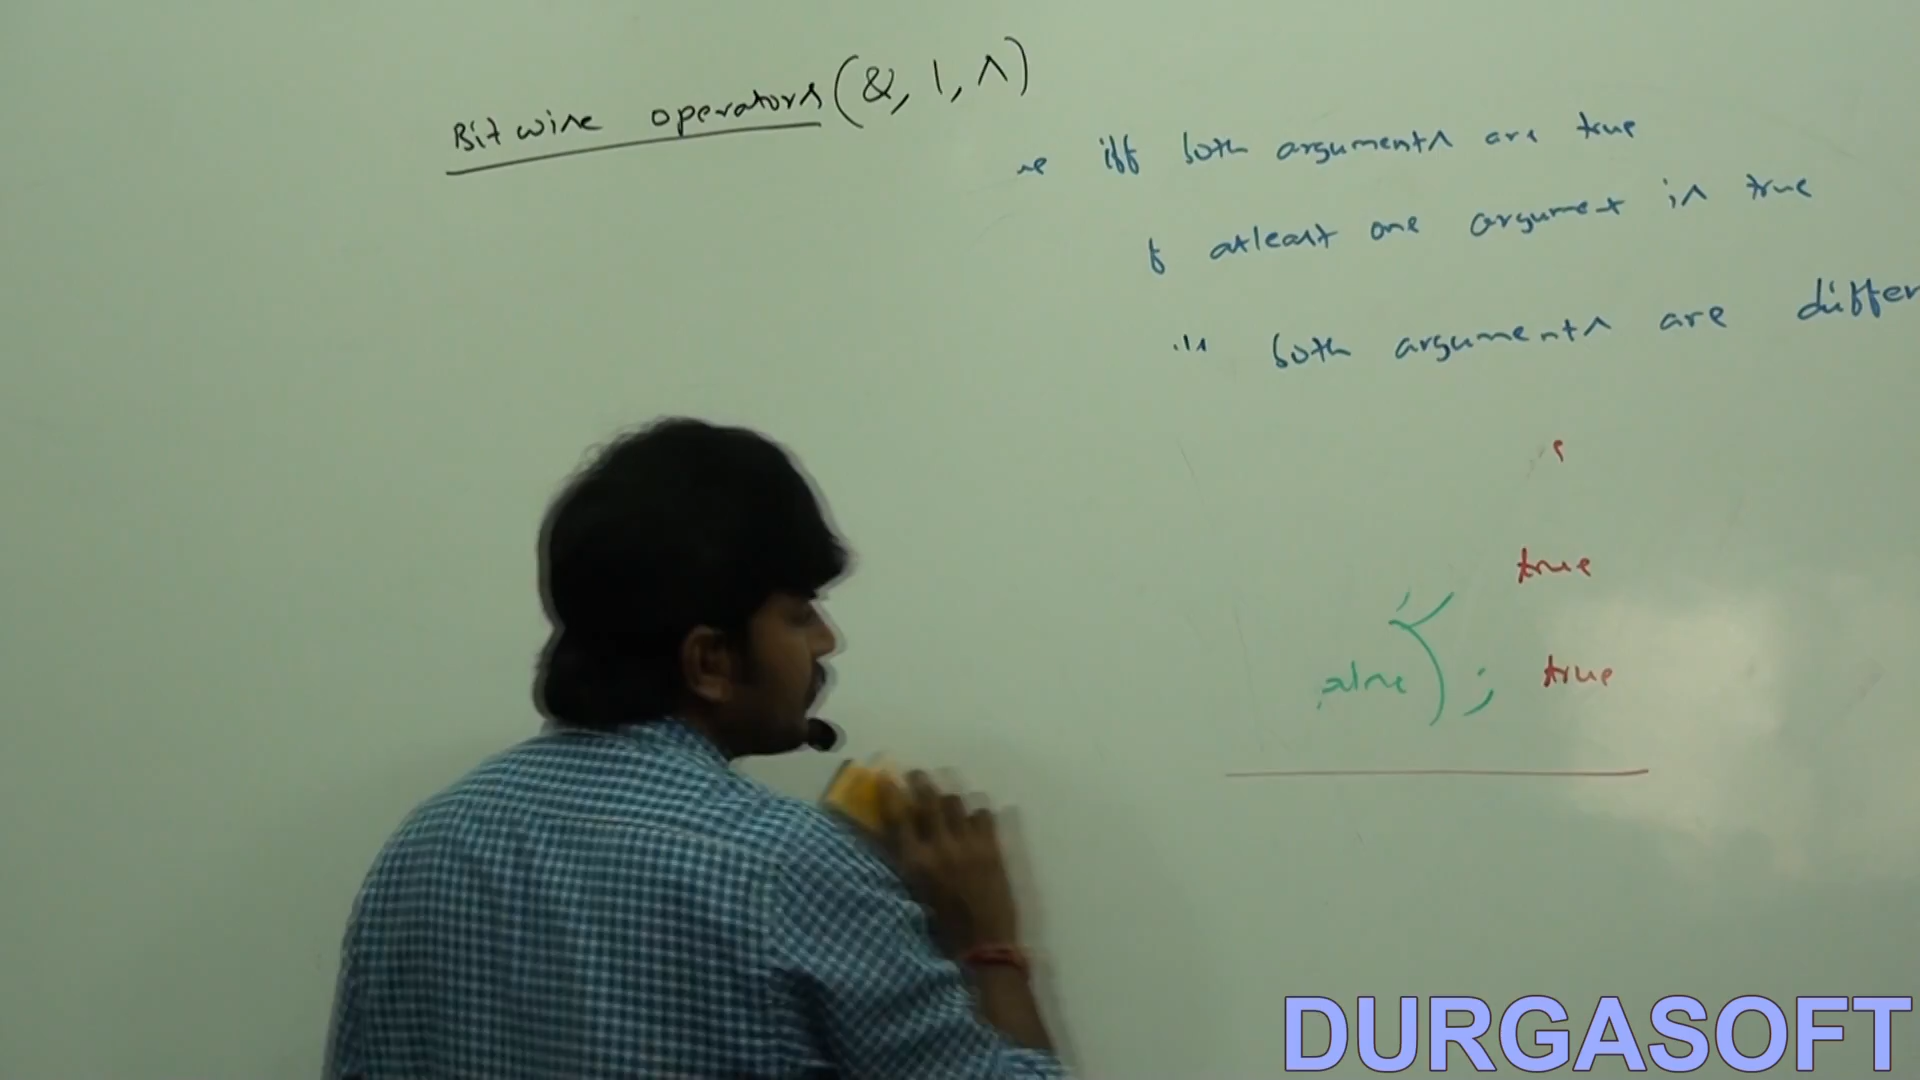 Bitwise operators (&, |, ^)
iff both arguments are true
atleast one argument is true
both arguments are differ
true
); true
DURGASOFT